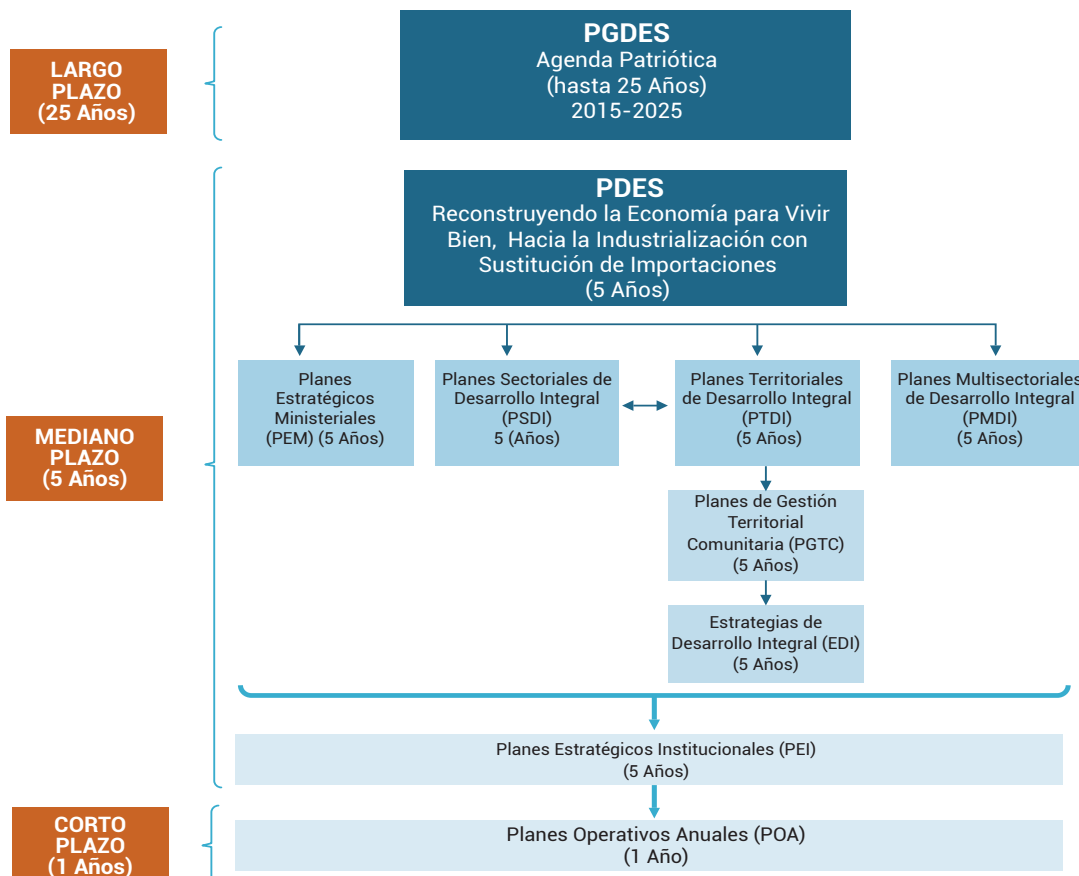 LARGO
PLAZO
(25 Años)
PGDES
Agenda Patriótica
(hasta 25 Años)
2015-2025
MEDIANO
PLAZO
(5 Años)
PDES
Reconstruyendo la Economía para Vivir
Bien, Hacia la Industrialización con
Sustitución de Importaciones
(5 Años)
Planes
Estratégicos
Ministeriales
(PEM) (5 Años)
Planes Sectoriales de
Desarrollo Integral
(PSDI)
5 (Años)
Planes Territoriales
de Desarrollo Integral
(PTDI)
(5 Años)
Planes Multisectoriales
de Desarrollo Integral
(PMDI)
(5 Años)
Planes de Gestión
Territorial
Comunitaria (PGTC)
(5 Años)
Estrategias de
Desarrollo Integral (EDI)
(5 Años)
Planes Estratégicos Institucionales (PEI)
(5 Años)
CORTO
PLAZO
(1 Años)
Planes Operativos Anuales (POA)
(1 Año)